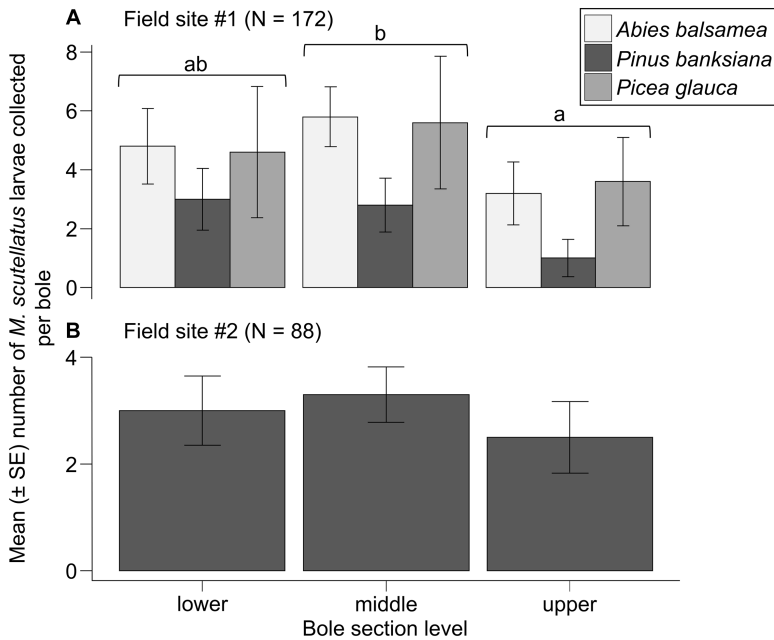 A Field site #1 (N = 172)
Abies balsamea
Pinus banksiana
Picea glauca
8
6
4
2
0
ab
b
a
Mean (± SE) number of M. scutellatus larvae collected
per bole
B Field site #2 (N = 88)
4
2
0
lower middle upper
Bole section level